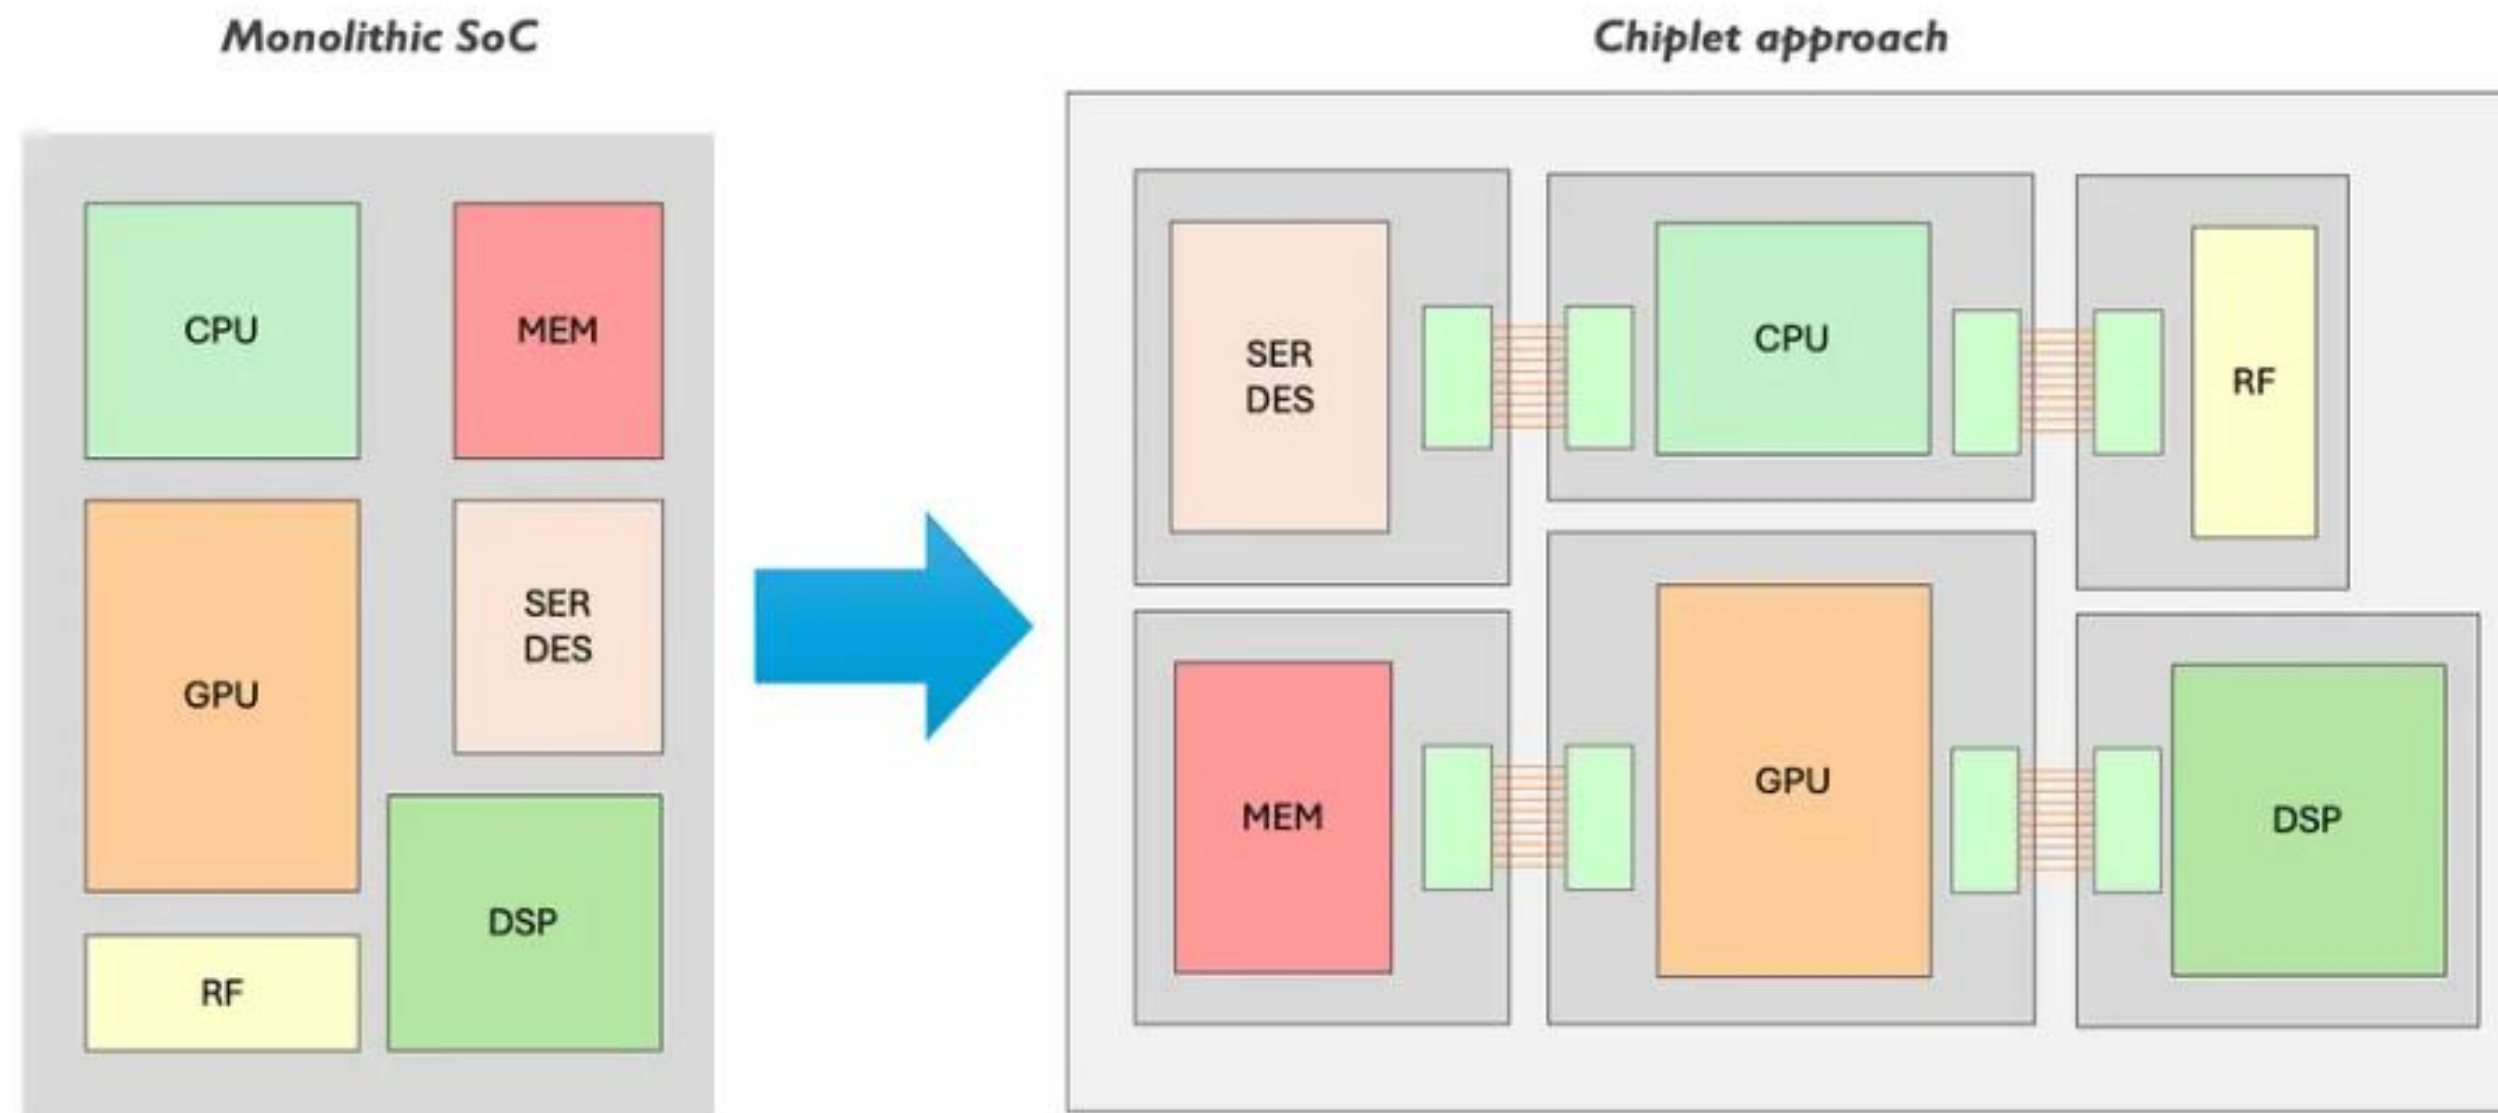 Monolithic SoC
CPU
MEM
GPU
SER
DES
DSP
RF
Chiplet approach
SER
DES
CPU
RF
MEM
GPU
DSP